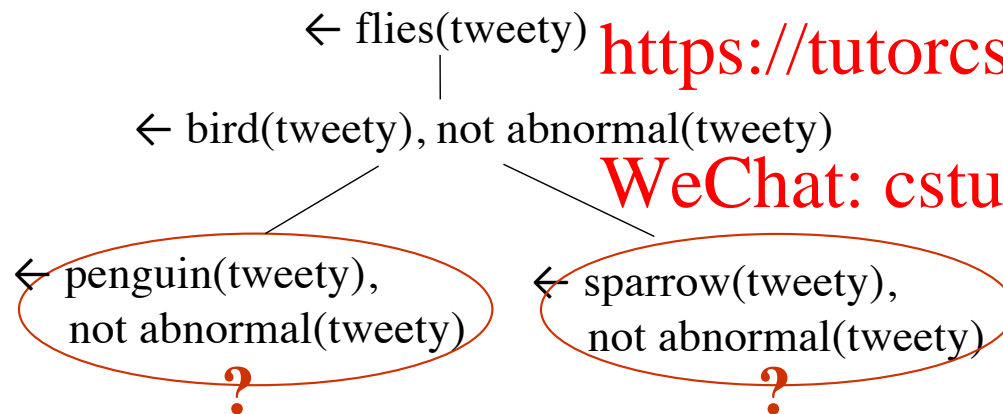 ← flies(tweety)
https://tutorcs
← bird(tweety), not abnormal(tweety)
WeChat: cstu
← penguin(tweety),
not abnormal(tweety)
?
← sparrow(tweety),
not abnormal(tweety)
?